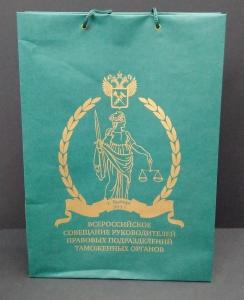 ВСЕРОССИЙСКОЕ
СОВЕЩАНИЕ РУКОВОДИТЕЛЕЙ
ПРАВОВЫХ ПОДРАЗДЕЛЕНИЙ
ТАМОЖЕННЫХ ОРГАНОВ